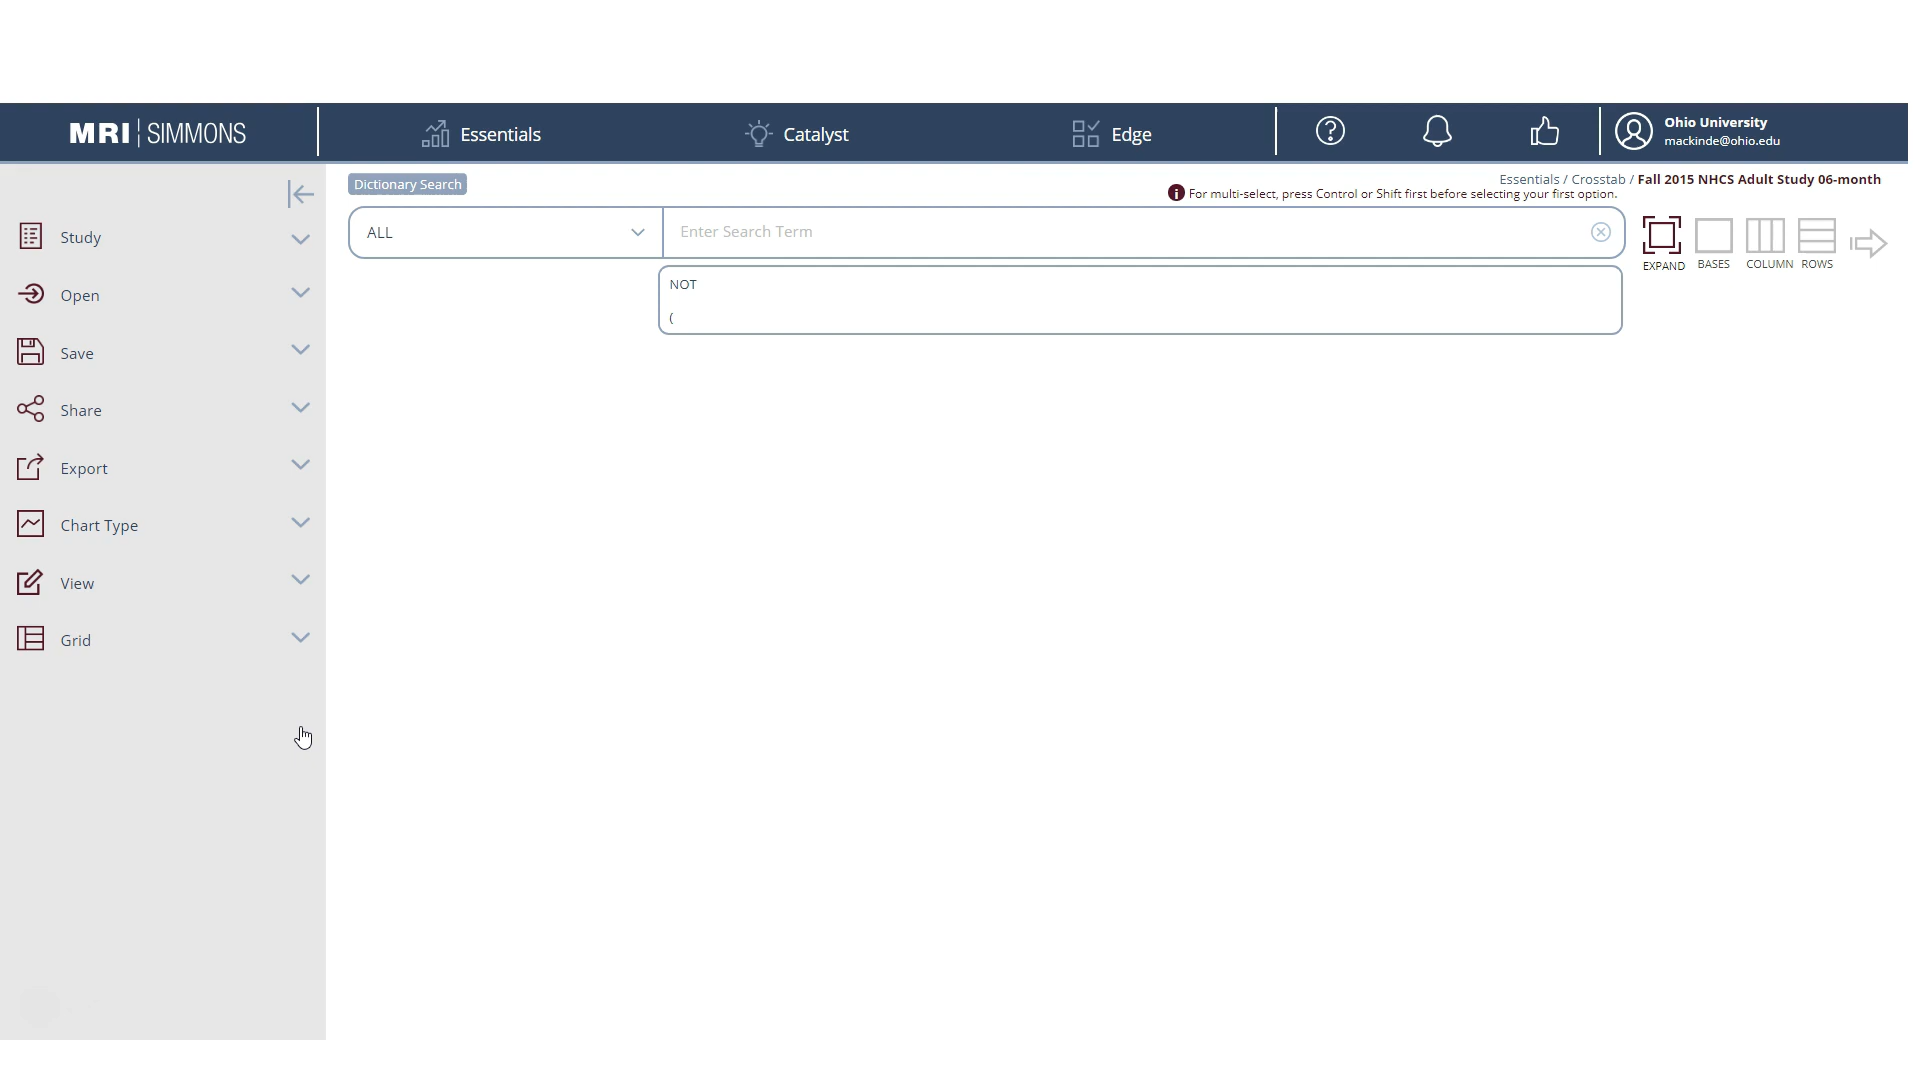 MRI | SIMMONS
Essentials
Catalyst
Edge
Ohio University
mackinde@ohio.edu
Dictionary Search
Essentials / Crosstab / Fall 2015 NHCS Adult Study 06-month
For multi-select, press Control or Shift first before selecting your first option.
Study
Open
Save
Share
Export
Chart Type
View
Grid
ALL
Enter Search Term
NOT
(
EXPAND
BASES
COLUMN
ROWS